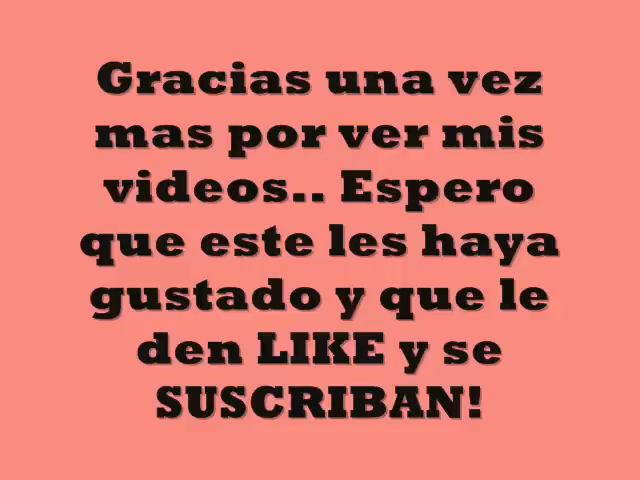 Gracias una vez
mas por ver mis
videos.. Espero
que este les haya
gustado y que le
den LIKE y se
SUSCRIBAN!